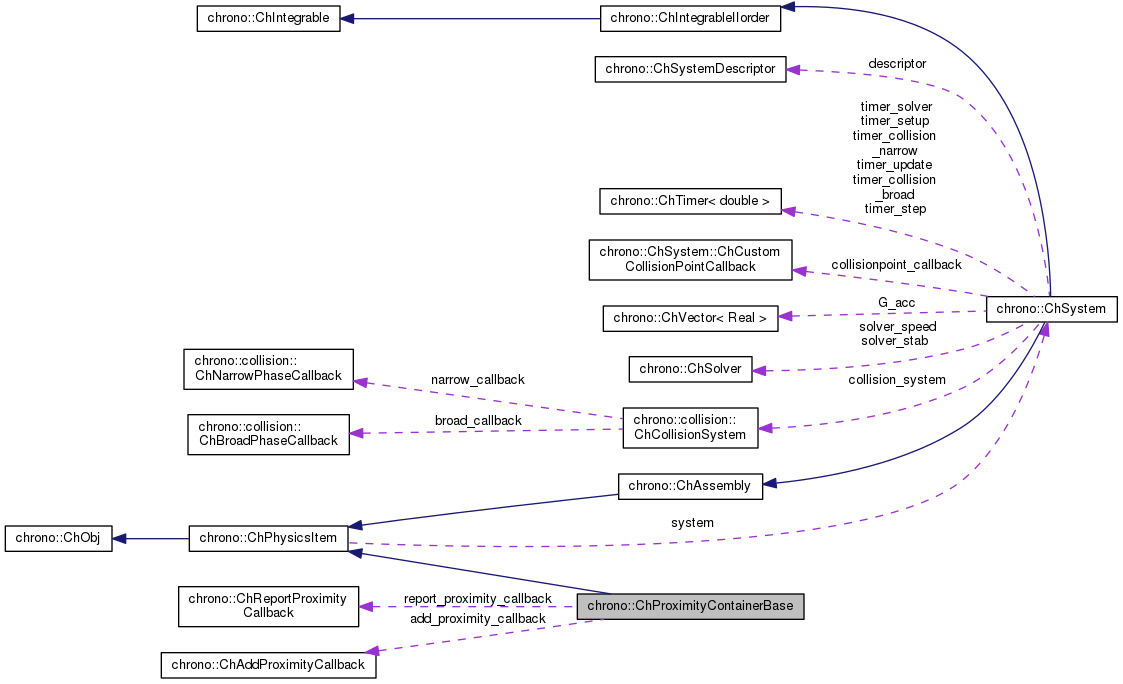 chrono::ChIntegrable
chrono::ChIntegrableIIorder
chrono::ChSystemDescriptor
descriptor
timer_solver
timer_setup
timer_collision
_narrow
timer_update
timer_collision
_broad
timer_step
chrono::ChTimer< double >
chrono::ChSystem::ChCustom
CollisionPointCallback
collisionpoint_callback
chrono::ChSystem
G_acc
chrono::ChVector< Real >
solver_speed
solver_stab
chrono::ChSolver
chrono::collision::
ChNarrowPhaseCallback
narrow_callback
collision_system
chrono::collision::
ChBroadPhaseCallback
broad_callback
chrono::collision::
ChCollisionSystem
chrono::ChAssembly
system
chrono::ChObj
chrono::ChPhysicsItem
chrono::ChReportProximity
Callback
report_proximity_callback
chrono::ChProximityContainerBase
add_proximity_callback
chrono::ChAddProximityCallback